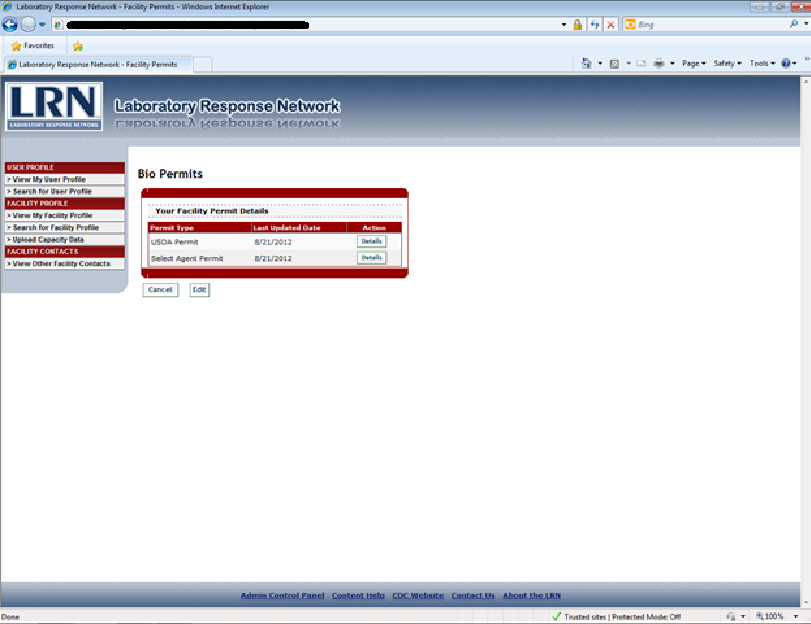 Laboratory Response Network - Facility Permits - Windows Internet Explorer
Bing
Favorites
Laboratory Response Network - Facility Permits
Page Safety Tools
LRN
LABORATORY RESPONSE NETWORK
Laboratory Response Network
USER PROFILE
> View My User Profile
> Search for User Profile
FACILITY PROFILE
> View My Facility Profile
> Search for Facility Profile
> Upload Capacity Data
FACILITY CONTACTS
> View Other Facility Contacts
Bio Permits
Your Facility Permit Details
Permit Type Last Updated Date Action
USDA Permit 8/21/2012 Details
Select Agent Permit 8/21/2012 Details
Cancel Edit
Admin Control Panel Content Help CDC Website Contact Us About the LRN
Done Trusted sites | Protected Mode: Off 100%